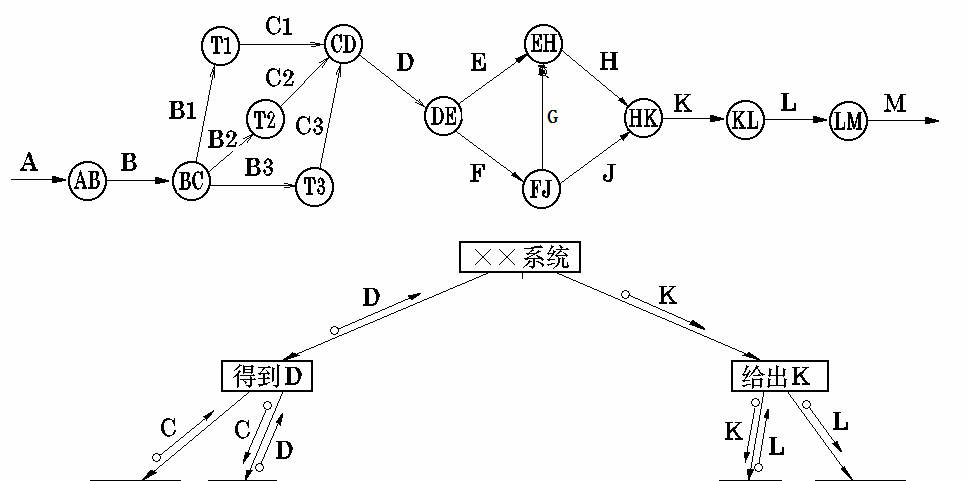 C1
T1
CD
EH
C2
D
E
H
B1
T2
C3
DE
G
HK
K
KL
L
LM
M
B2
A
B
B3
F
J
AB
BC
T3
FJ
××系统
D
K
得到D
给出K
C
C
D
K
L
L